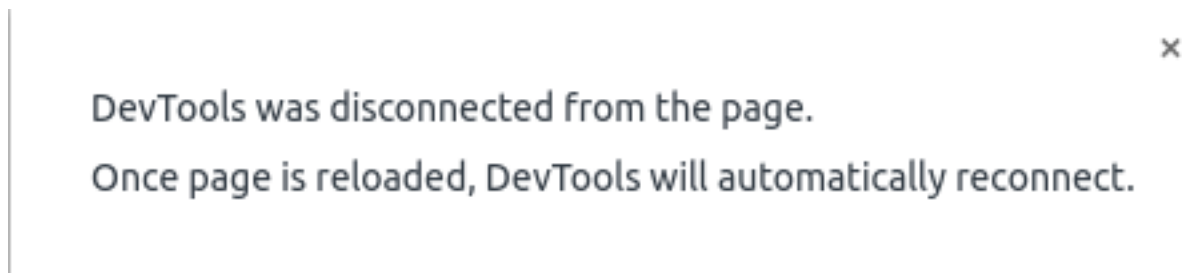 DevTools was disconnected from the page.
Once page is reloaded, DevTools will automatically reconnect.